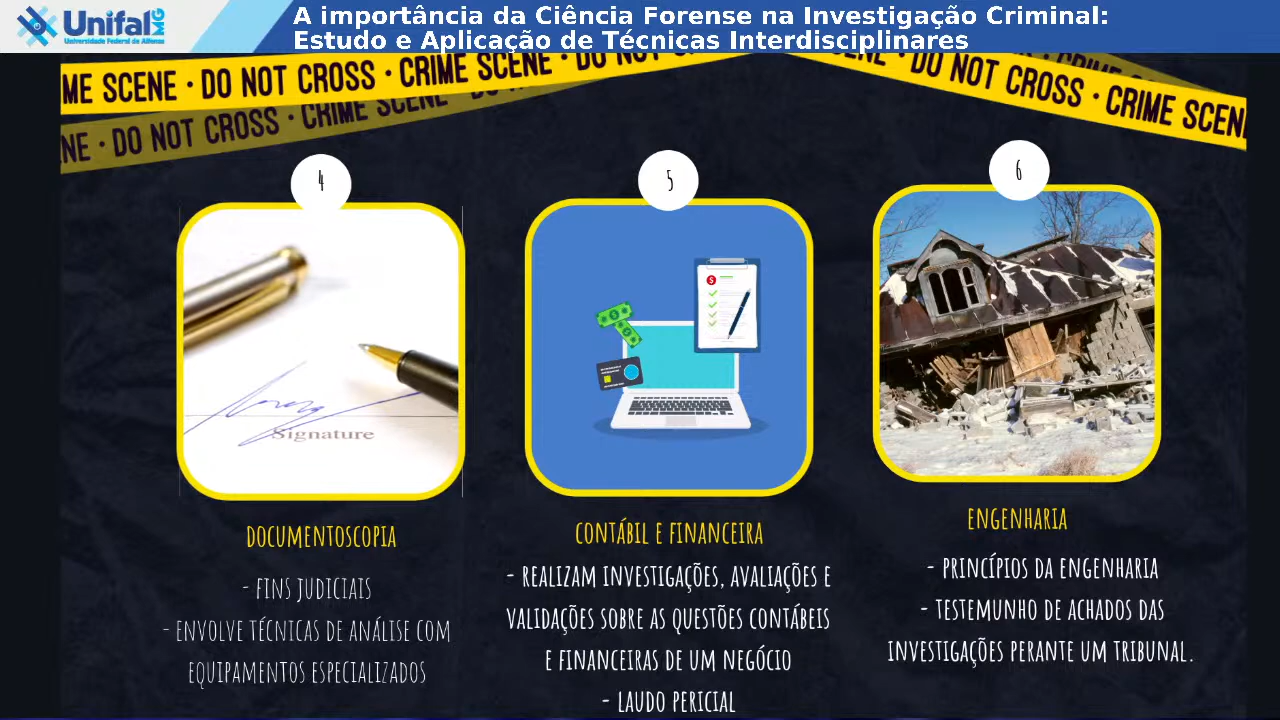 Unifal MG
Universidade Federal de Alfenas
A importância da Ciência Forense na Investigação Criminal:
Estudo e Aplicação de Técnicas Interdisciplinares
ME SCENE · DO NOT CROSS · CRIME SCENE · DO NOT
NE · DO NOT CROSS · CRIME SCENE · DO
DO NOT CROSS · CRIME SCEN
4
5
6
Signature
DOCUMENTOSCOPIA
- FINS JUDICIAIS
- ENVOLVE TÉCNICAS DE ANÁLISE COM
EQUIPAMENTOS ESPECIALIZADOS
CONTÁBIL E FINANCEIRA
- REALIZAM INVESTIGAÇÕES, AVALIAÇÕES E
VALIDAÇÕES SOBRE AS QUESTÕES CONTÁBEIS
E FINANCEIRAS DE UM NEGÓCIO
- LAUDO PERICIAL
ENGENHARIA
- PRINCÍPIOS DA ENGENHARIA
- TESTEMUNHO DE ACHADOS DAS
INVESTIGAÇÕES PERANTE UM TRIBUNAL.